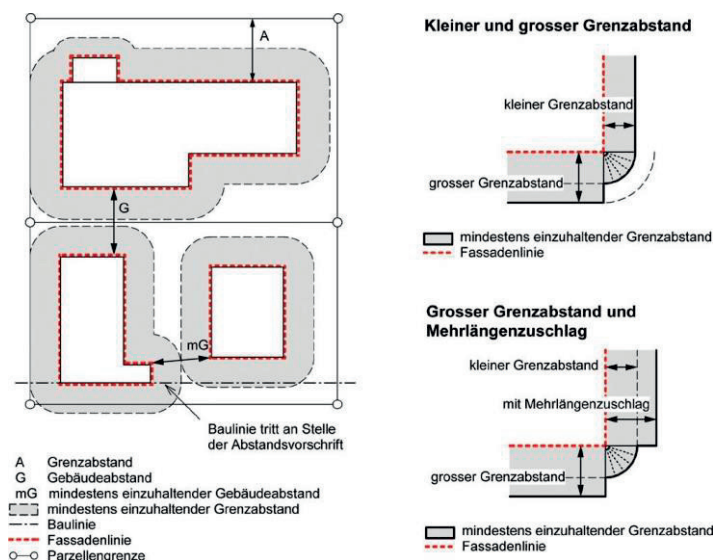 A
G
mG
Baulinie tritt an Stelle
der Abstandsvorschrift
A Grenzabstand
G Gebäudeabstand
mG mindestens einzuhaltender Gebäudeabstand
mindestens einzuhaltender Grenzabstand
Baulinie
Fassadenlinie
Parzellengrenze
Kleiner und grosser Grenzabstand
kleiner Grenzabstand
grosser Grenzabstand
mindestens einzuhaltender Grenzabstand
Fassadenlinie
Grosser Grenzabstand und
Mehrlängenzuschlag
kleiner Grenzabstand
mit Mehrlängenzuschlag
grosser Grenzabstand
mindestens einzuhaltender Grenzabstand
Fassadenlinie